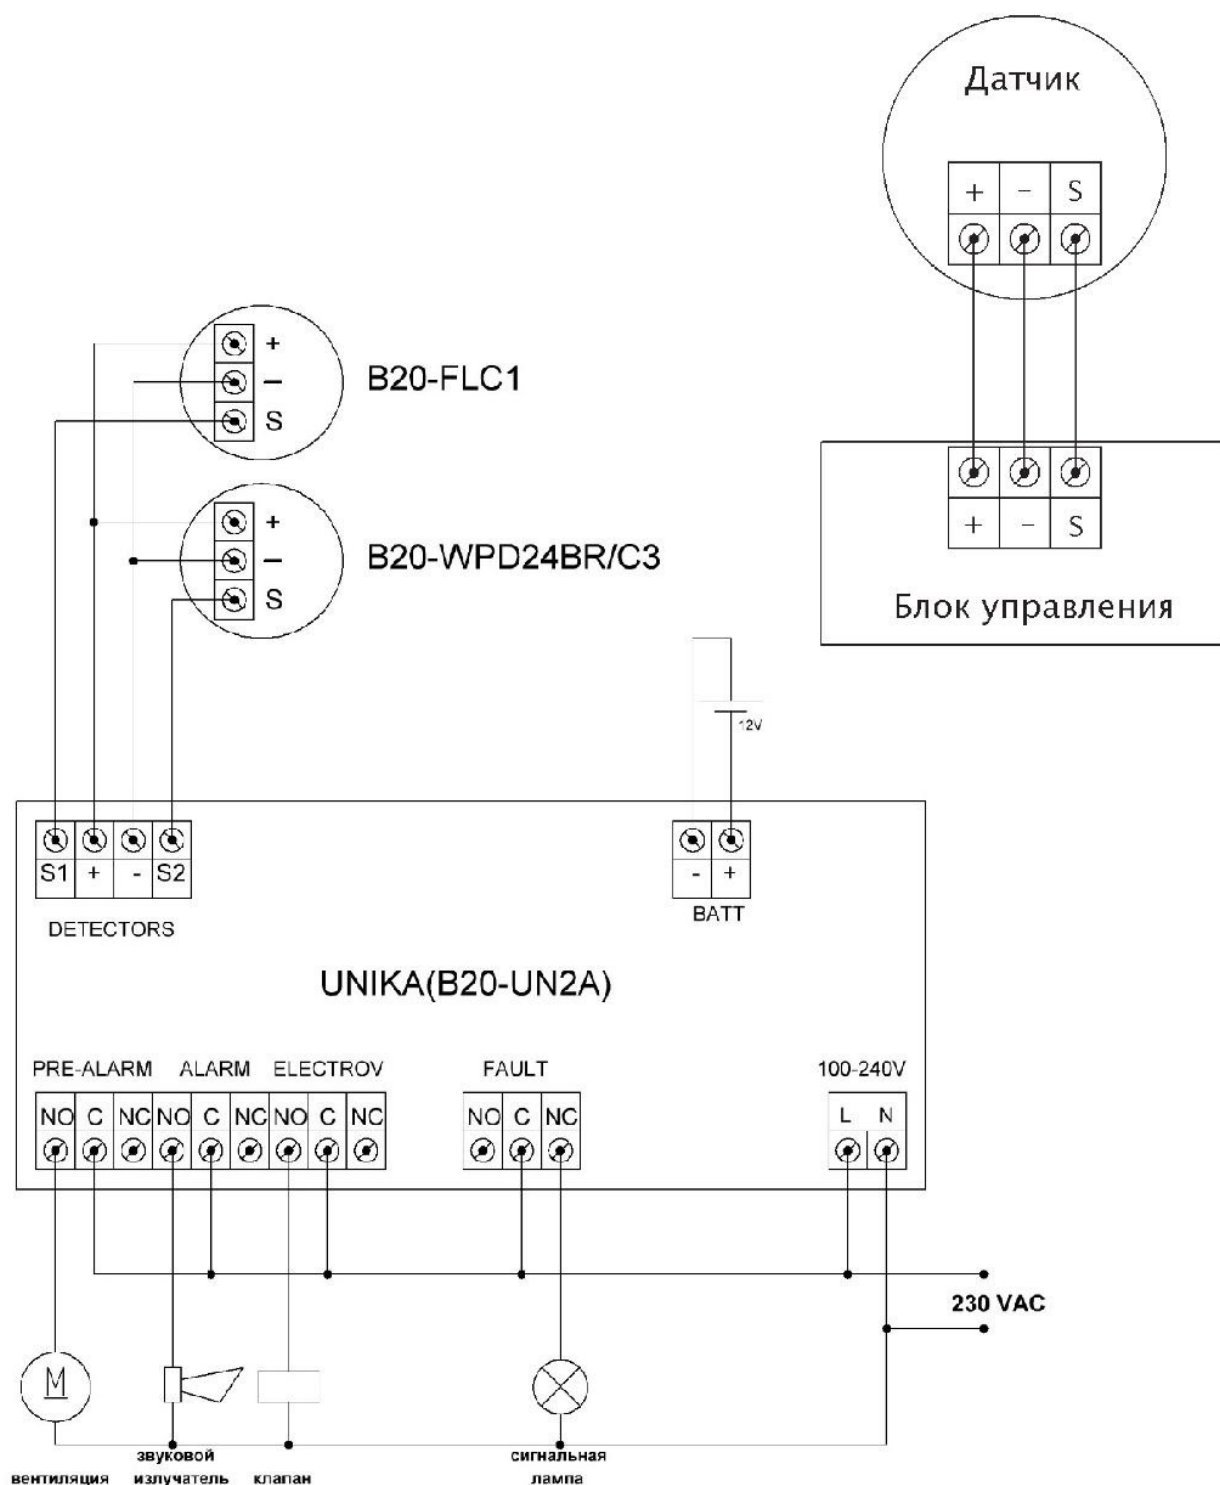 Датчик
+ − S
+ − S
Блок управления
+
−
S
B20-FLC1
+
−
S
B20-WPD24BR/C3
12V
S1 + - S2
DETECTORS
- +
BATT
UNIKA(B20-UN2A)
PRE-ALARM ALARM ELECTROV FAULT 100-240V
NO C NC NO C NC NO C NC NO C NC L N
230 VAC
M
звуковой сигнальная
вентиляция излучатель клапан лампа